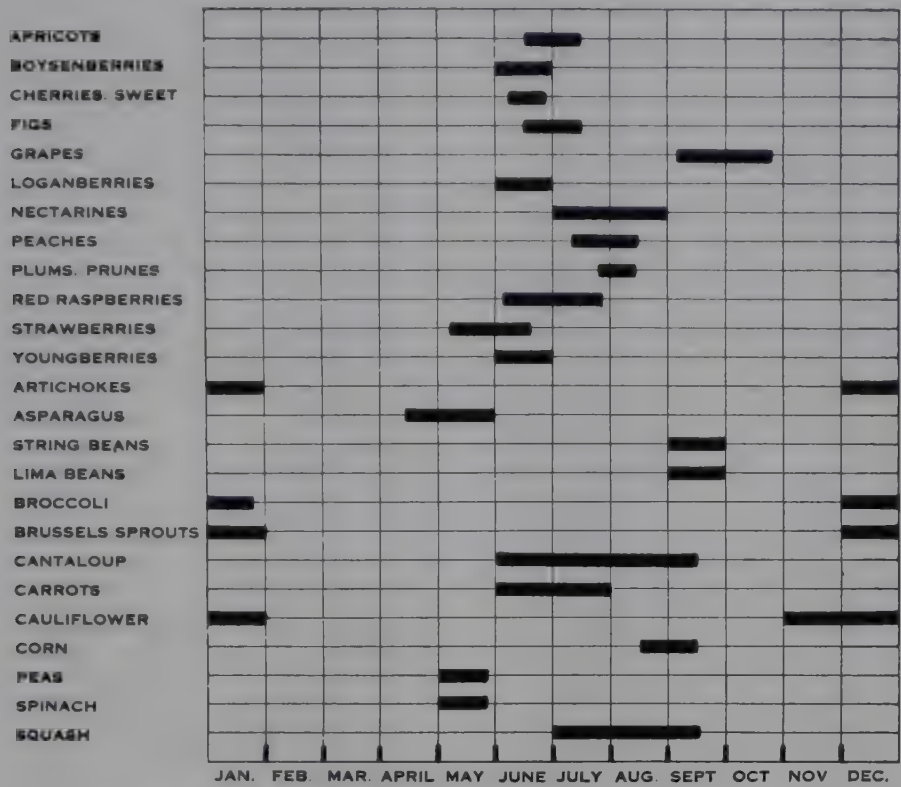 APRICOTS
BOYSENBERRIES
CHERRIES. SWEET
FIGS
GRAPES
LOGANBERRIES
NECTARINES
PEACHES
PLUMS. PRUNES
RED RASPBERRIES
STRAWBERRIES
YOUNGBERRIES
ARTICHOKES
ASPARAGUS
STRING BEANS
LIMA BEANS
BROCCOLI
BRUSSELS SPROUTS
CANTALOUP
CARROTS
CAULIFLOWER
CORN
PEAS
SPINACH
SQUASH
JAN. FEB. MAR. APRIL MAY JUNE JULY AUG. SEPT OCT NOV DEC.